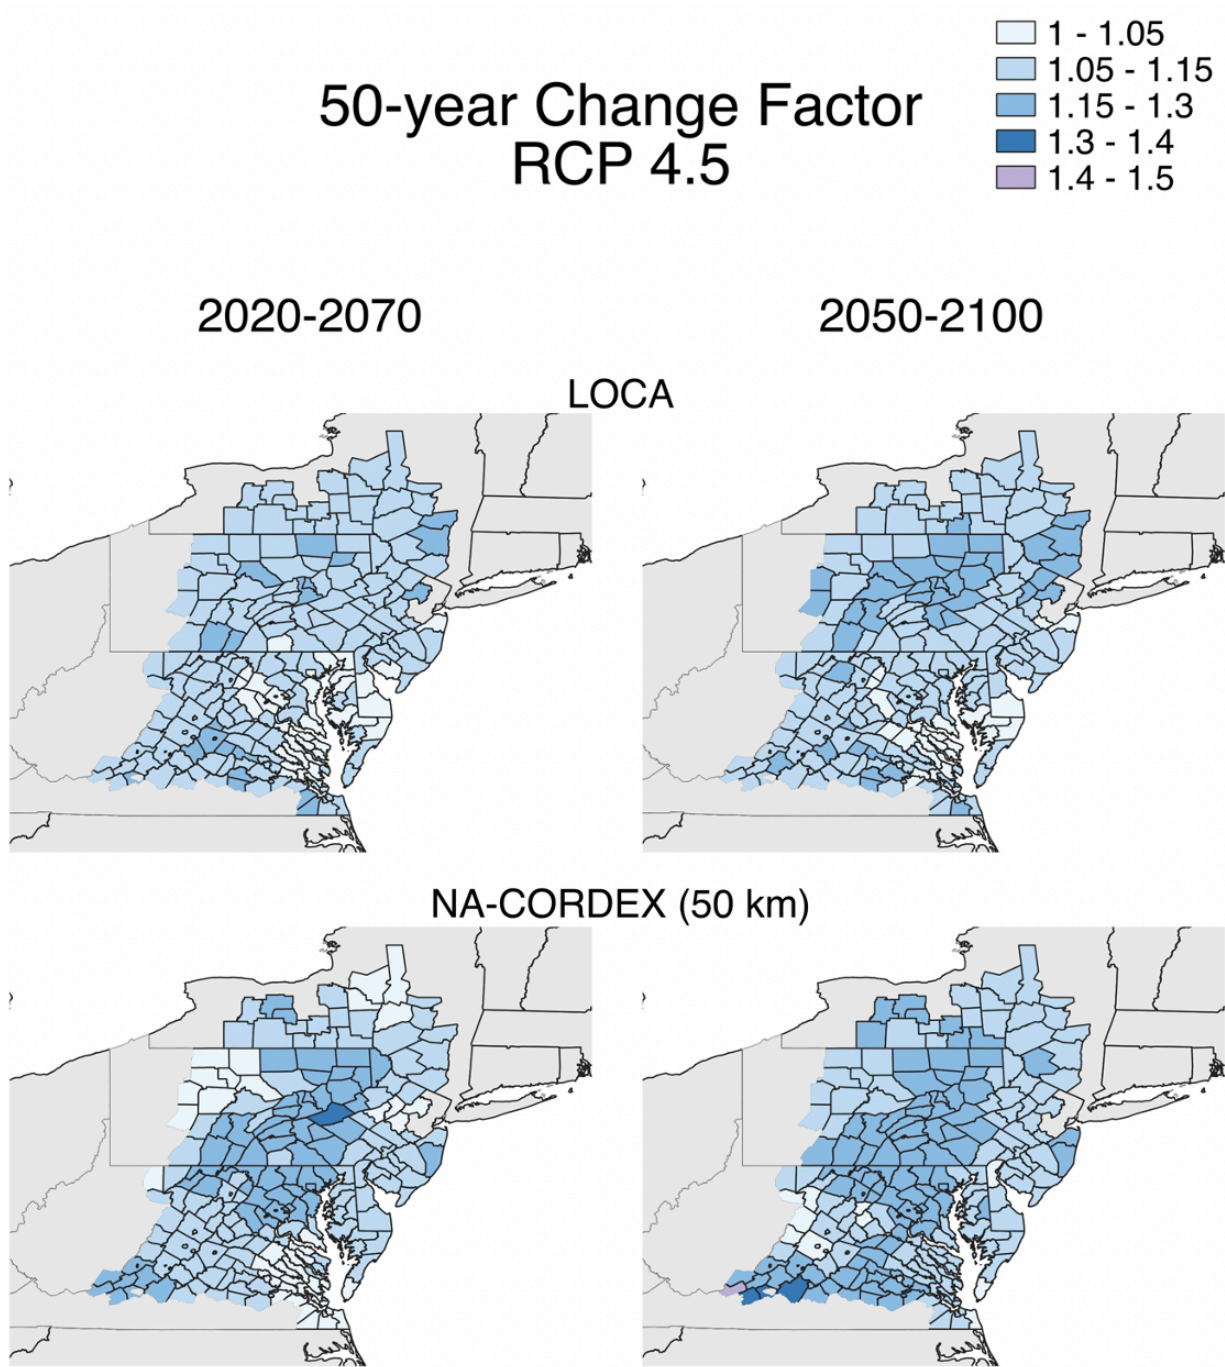 1 - 1.05
1.05 - 1.15
1.15 - 1.3
1.3 - 1.4
1.4 - 1.5
50-year Change Factor
RCP 4.5
2020-2070
2050-2100
LOCA
NA-CORDEX (50 km)